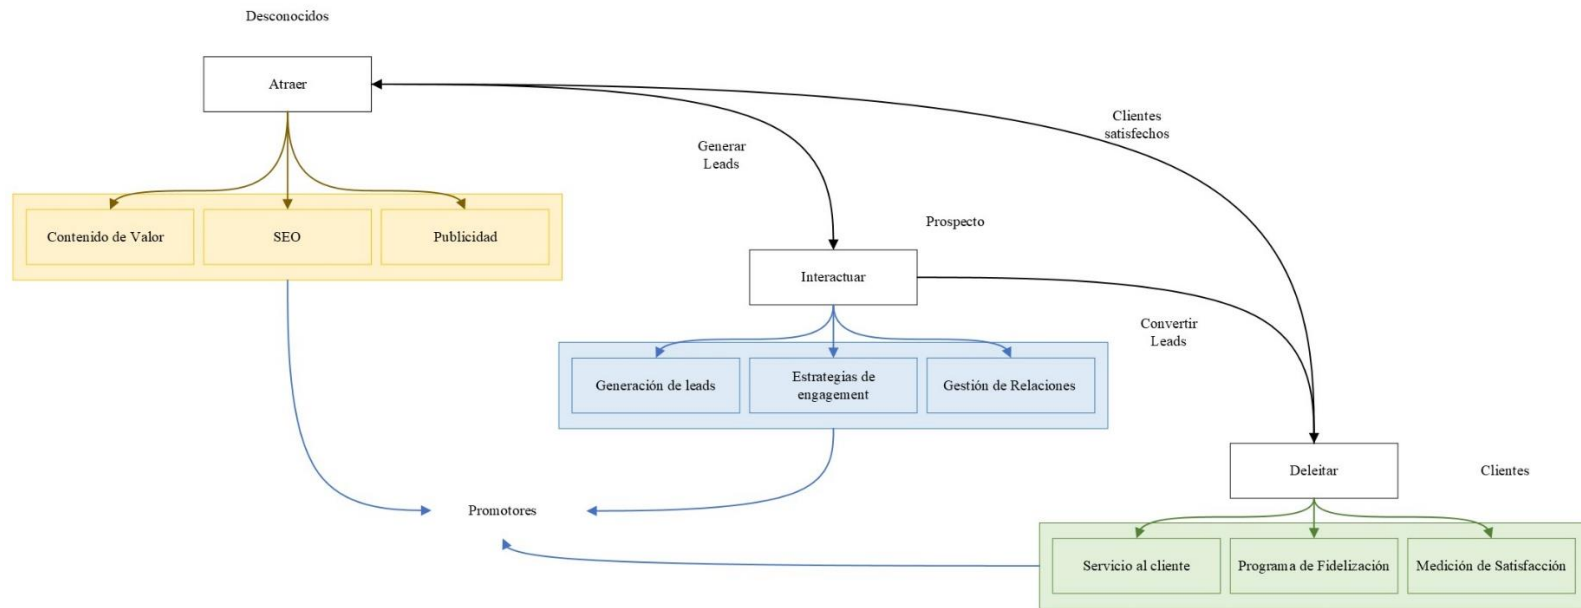 Desconocidos
Atraer
Clientes
satisfechos
Generar
Leads
Contenido de Valor
SEO
Publicidad
Prospecto
Interactuar
Convertir
Leads
Generación de leads
Estrategias de
engagement
Gestión de Relaciones
Deleitar
Clientes
Promotores
Servicio al cliente
Programa de Fidelización
Medición de Satisfacción